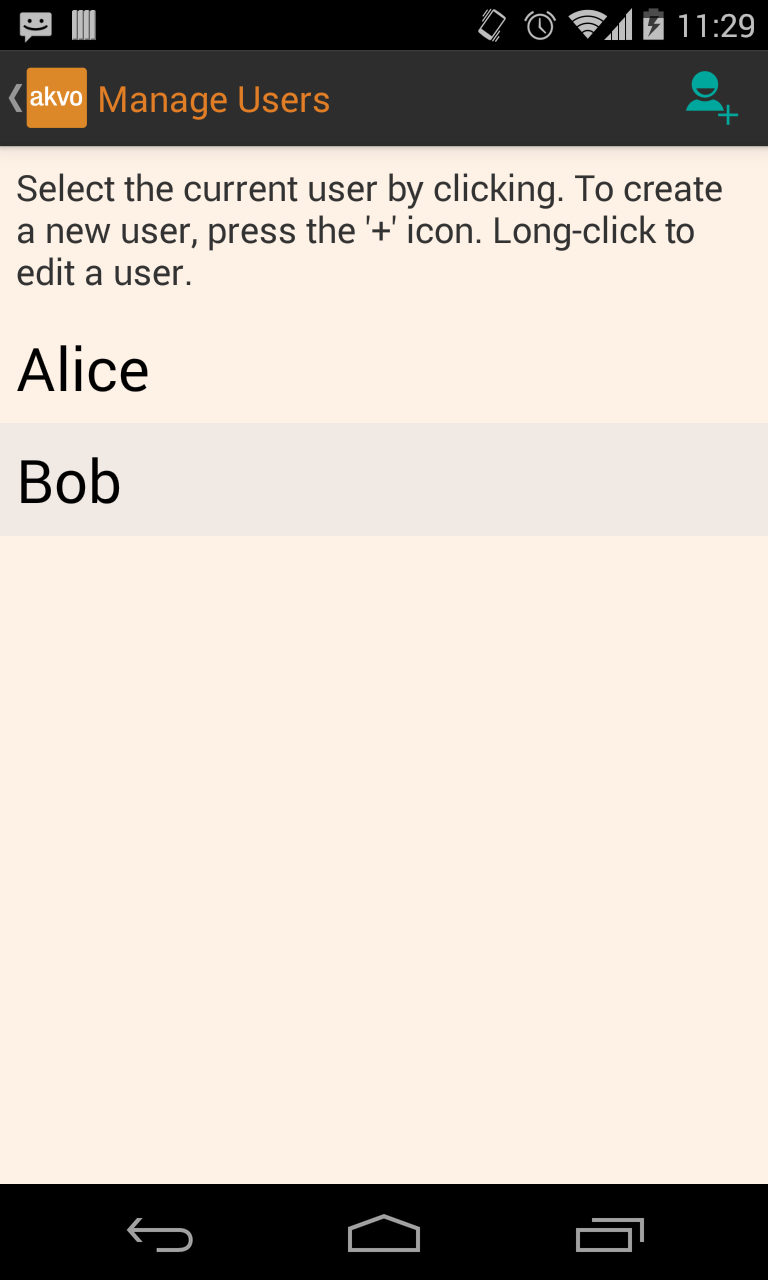 11:29
akvo Manage Users
Select the current user by clicking. To create
a new user, press the '+' icon. Long-click to
edit a user.
Alice
Bob